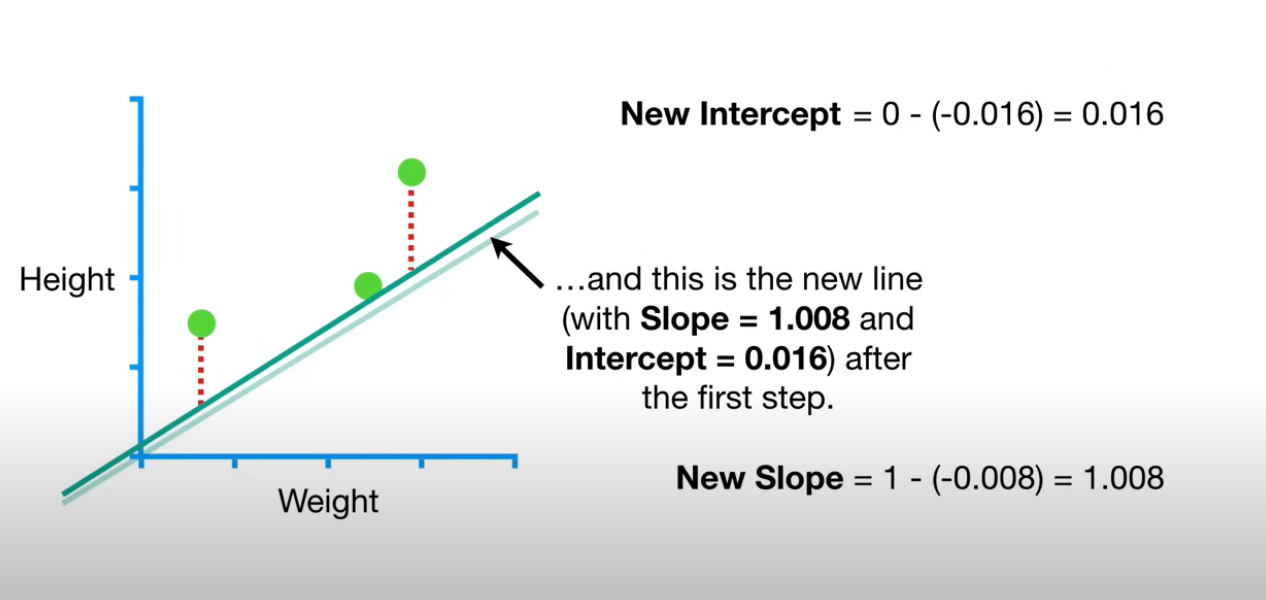 New Intercept = 0 - (-0.016) = 0.016
Height
…and this is the new line
(with Slope = 1.008 and
Intercept = 0.016) after
the first step.
New Slope = 1 - (-0.008) = 1.008
Weight